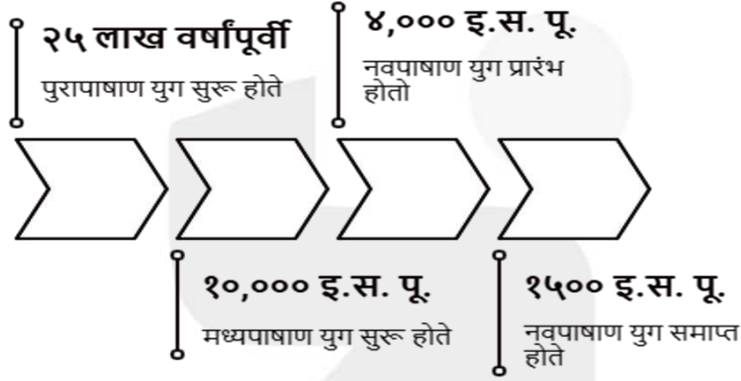 २५ लाख वर्षांपूर्वी
पुरापाषाण युग सुरू होते
४,००० इ.स. पू.
नवपाषाण युग प्रारंभ
होतो
१०,००० इ.स. पू.
मध्यपाषाण युग सुरू होते
१५०० इ.स. पू.
नवपाषाण युग समाप्त
होते